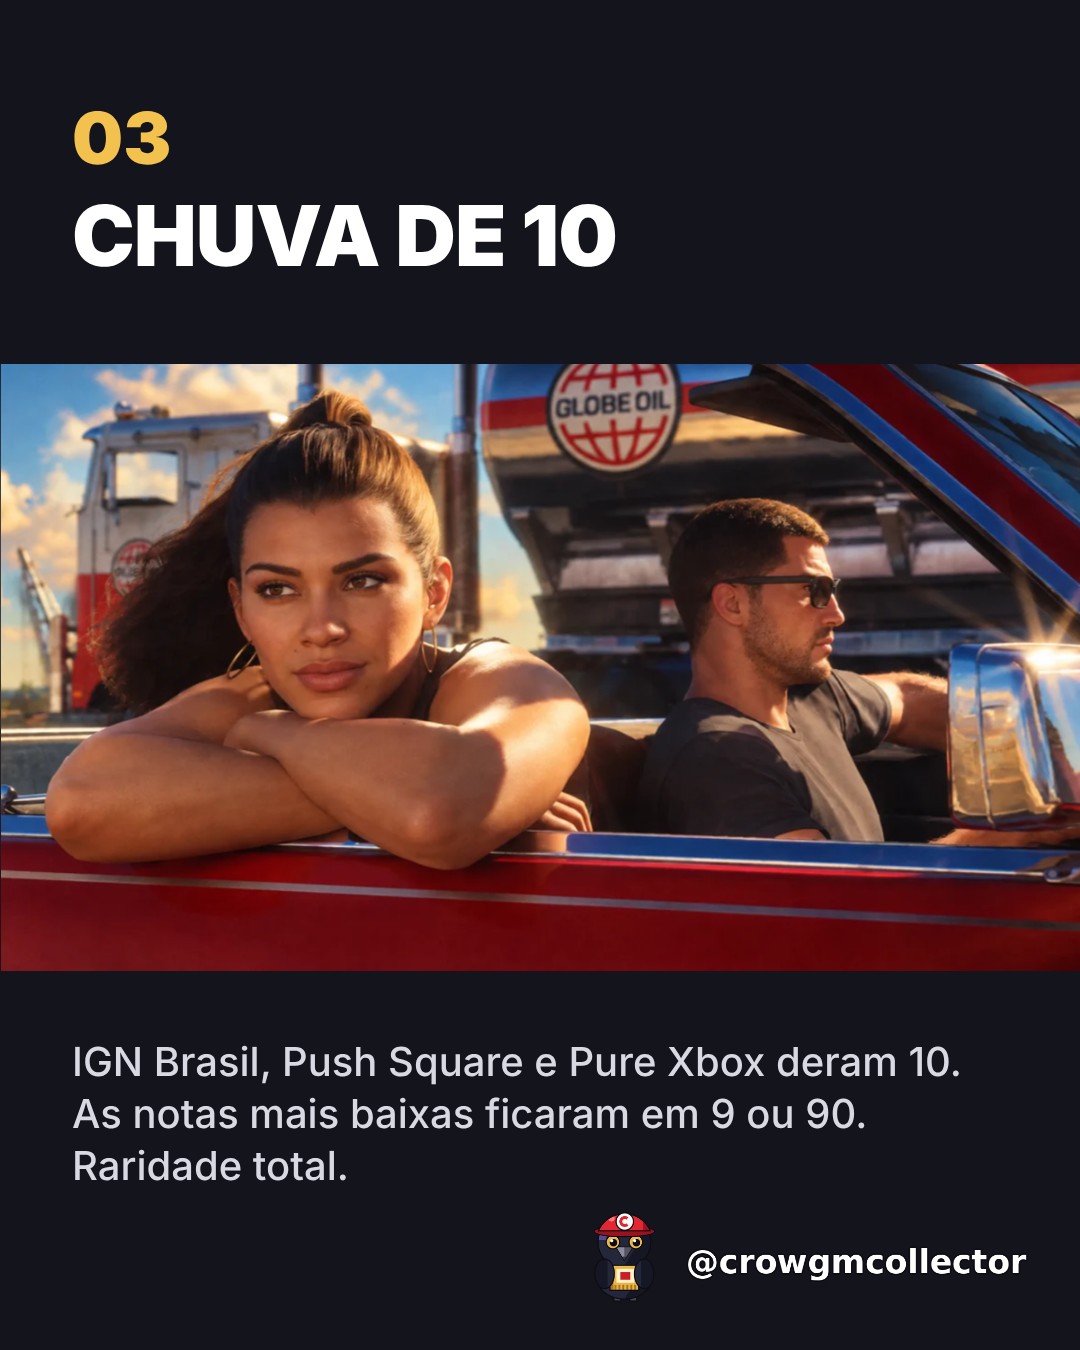 03
CHUVA DE 10
GLOBE OIL
IGN Brasil, Push Square e Pure Xbox deram 10.
As notas mais baixas ficaram em 9 ou 90.
Raridade total.
C
@crowgmcollector